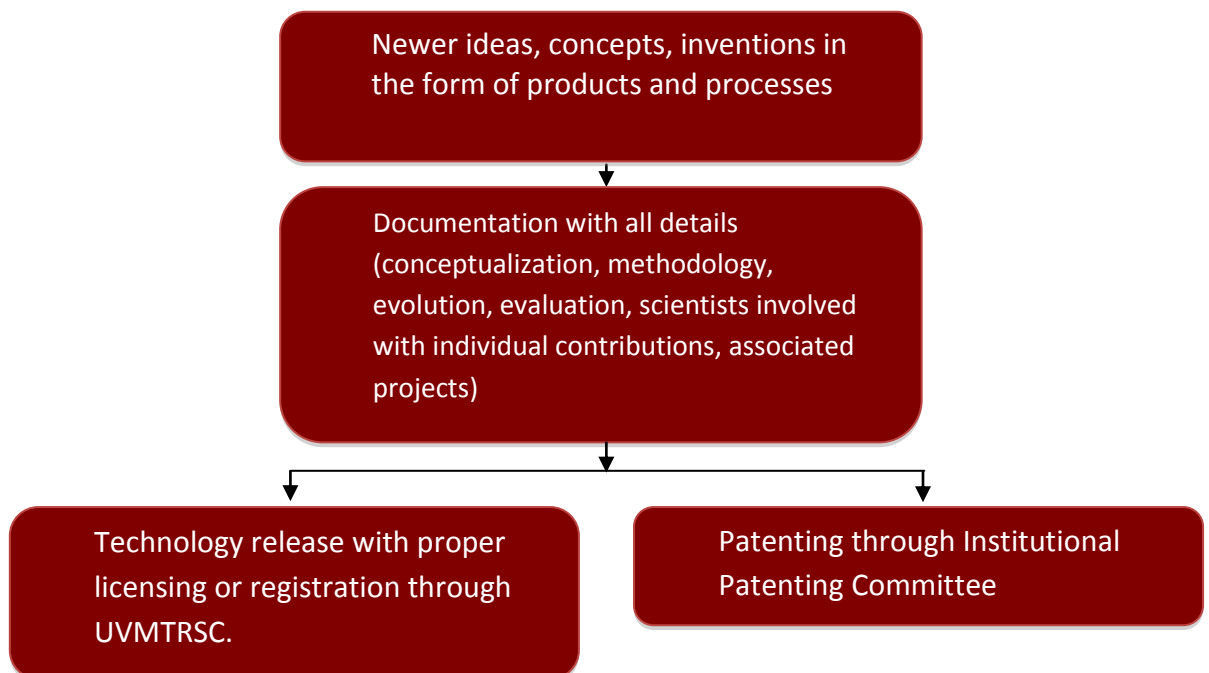 Newer ideas, concepts, inventions in
the form of products and processes
Documentation with all details
(conceptualization, methodology,
evolution, evaluation, scientists involved
with individual contributions, associated
projects)
Technology release with proper
licensing or registration through
UVMTRSC.
Patenting through Institutional
Patenting Committee